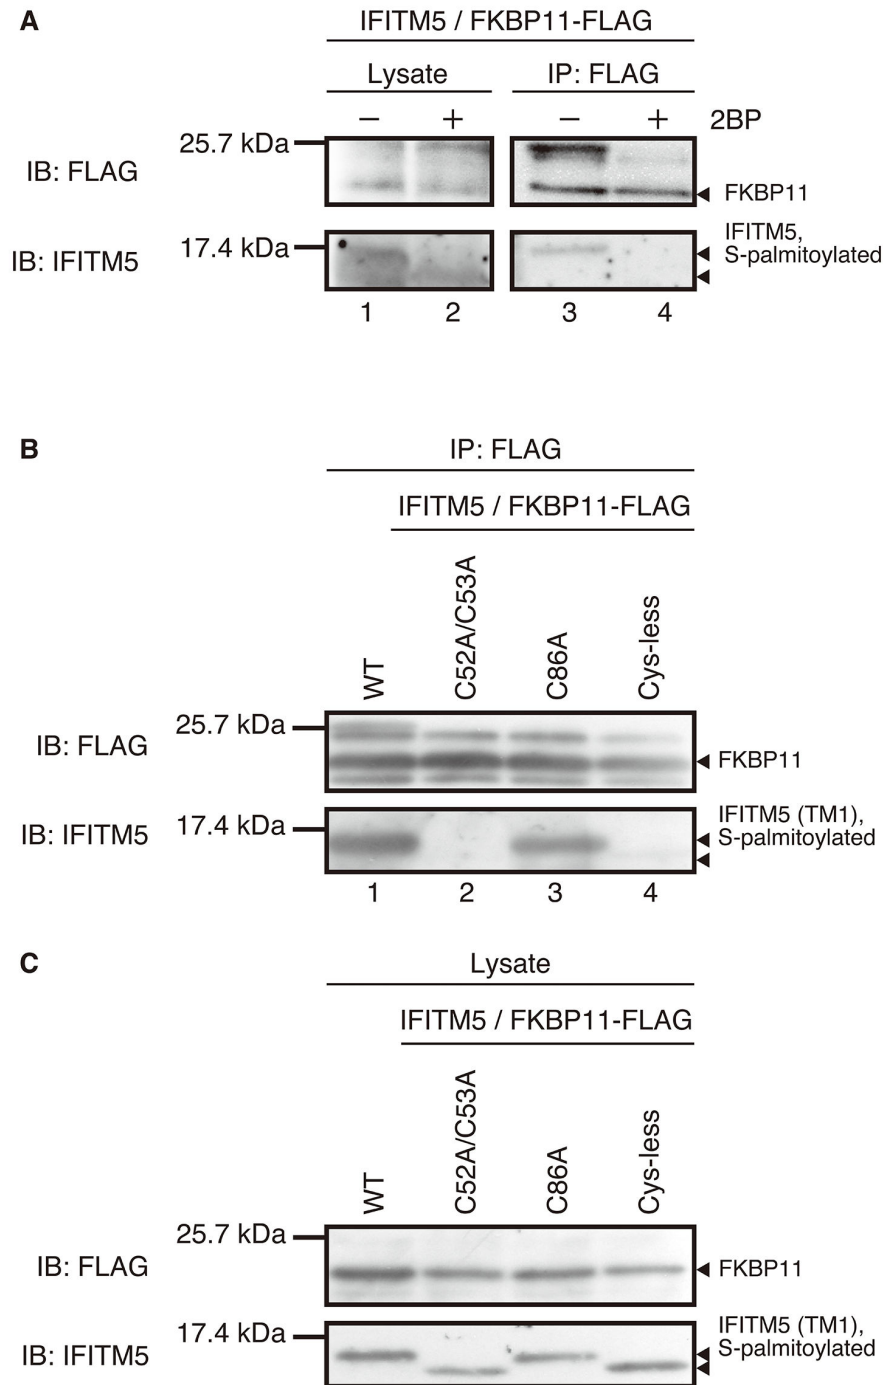 A
IFITM5 / FKBP11-FLAG
Lysate IP: FLAG
− + − + 2BP
25.7 kDa
IB: FLAG
FKBP11
IFITM5,
17.4 kDa
S-palmitoylated
IB: IFITM5
1 2 3 4
B
IP: FLAG
IFITM5 / FKBP11-FLAG
WT C52A/C53A C86A Cys-less
25.7 kDa
IB: FLAG
FKBP11
IFITM5 (TM1),
17.4 kDa
IB: IFITM5 S-palmitoylated
1 2 3 4
C
Lysate
IFITM5 / FKBP11-FLAG
WT C52A/C53A C86A Cys-less
25.7 kDa
IB: FLAG FKBP11
IFITM5 (TM1),
17.4 kDa
S-palmitoylated
IB: IFITM5